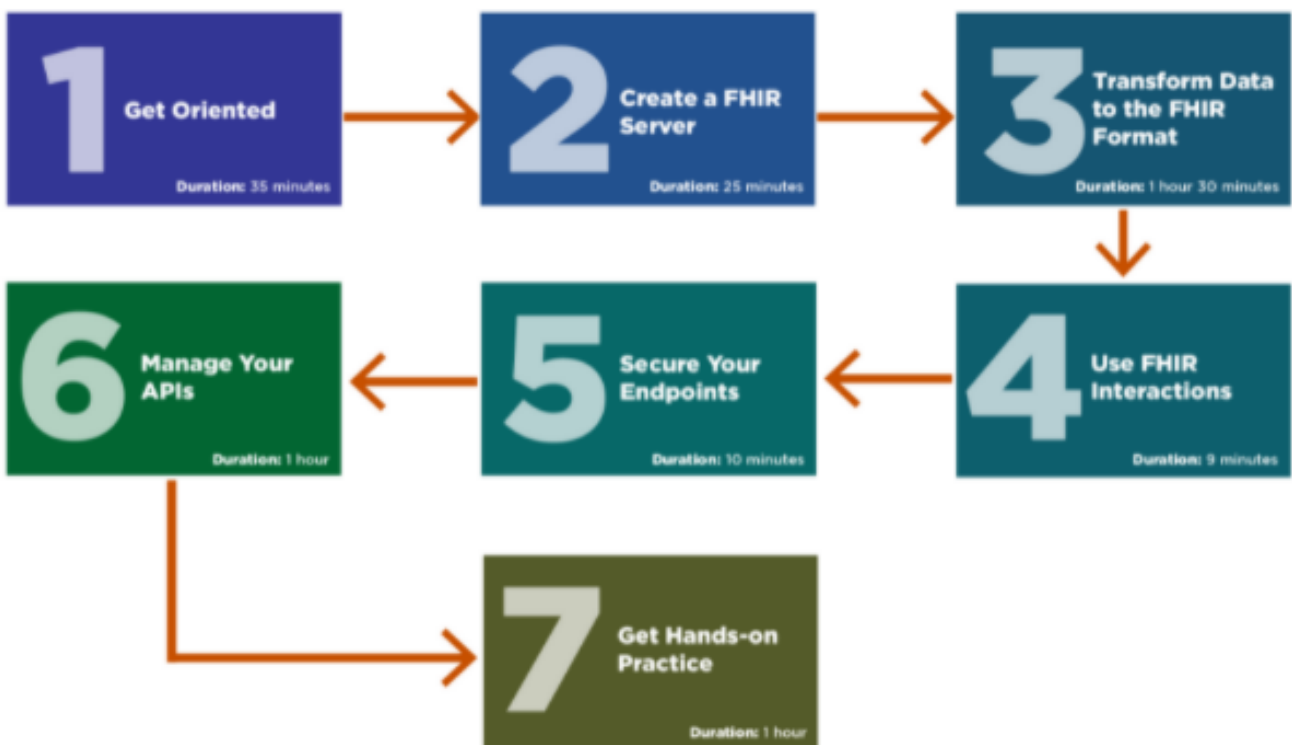 1
Get Oriented
Duration: 35 minutes
2
Create a FHIR
Server
Duration: 25 minutes
3
Transform Data
to the FHIR
Format
Duration: 1 hour 30 minutes
4
Use FHIR
Interactions
Duration: 9 minutes
5
Secure Your
Endpoints
Duration: 10 minutes
6
Manage Your
APIs
Duration: 1 hour
7
Get Hands-on
Practice
Duration: 1 hour